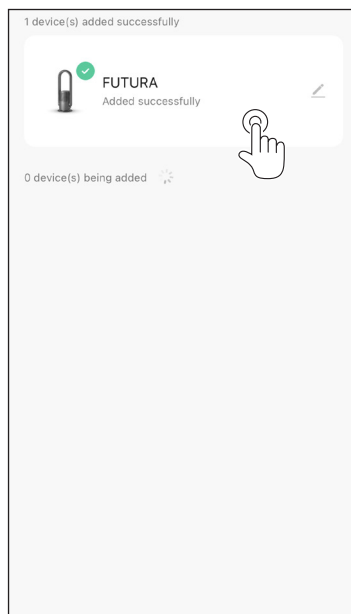 1 device(s) added successfully
FUTURA
Added successfully
0 device(s) being added